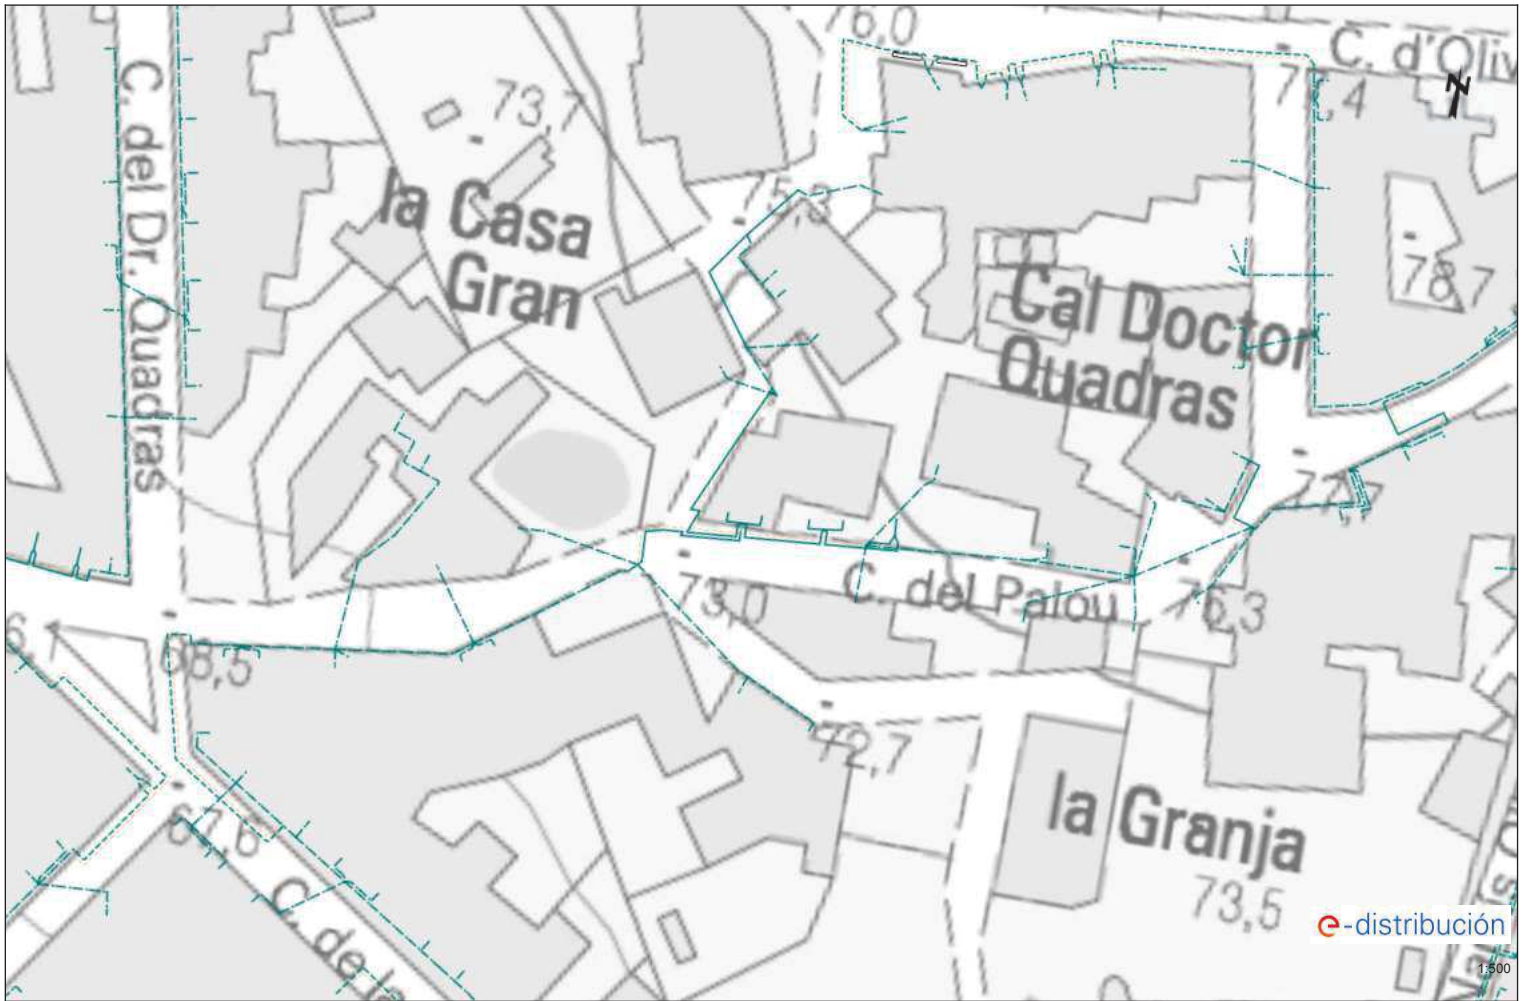 76,0
C. d'Oliv
N
73,7
C. del Dr. Quadras
la Casa
Gran
75,3
78,7
Cal Doctor
Quadras
77,7
73,0
C. del Palou
76,3
68,5
72,7
67,6
la Granja
73,5
C. de la
e-distribución
1:500